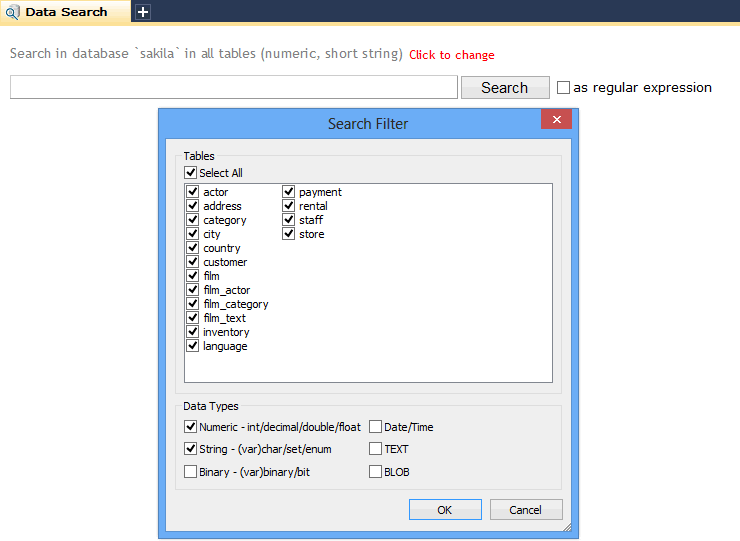 Data Search
Search in database `sakila` in all tables (numeric, short string) Click to change
Search as regular expression
Search Filter
Tables
Select All
actor payment
address rental
category staff
city store
country
customer
film
film_actor
film_category
film_text
inventory
language
Data Types
Numeric - int/decimal/double/float Date/Time
String - (var)char/set/enum TEXT
Binary - (var)binary/bit BLOB
OK Cancel